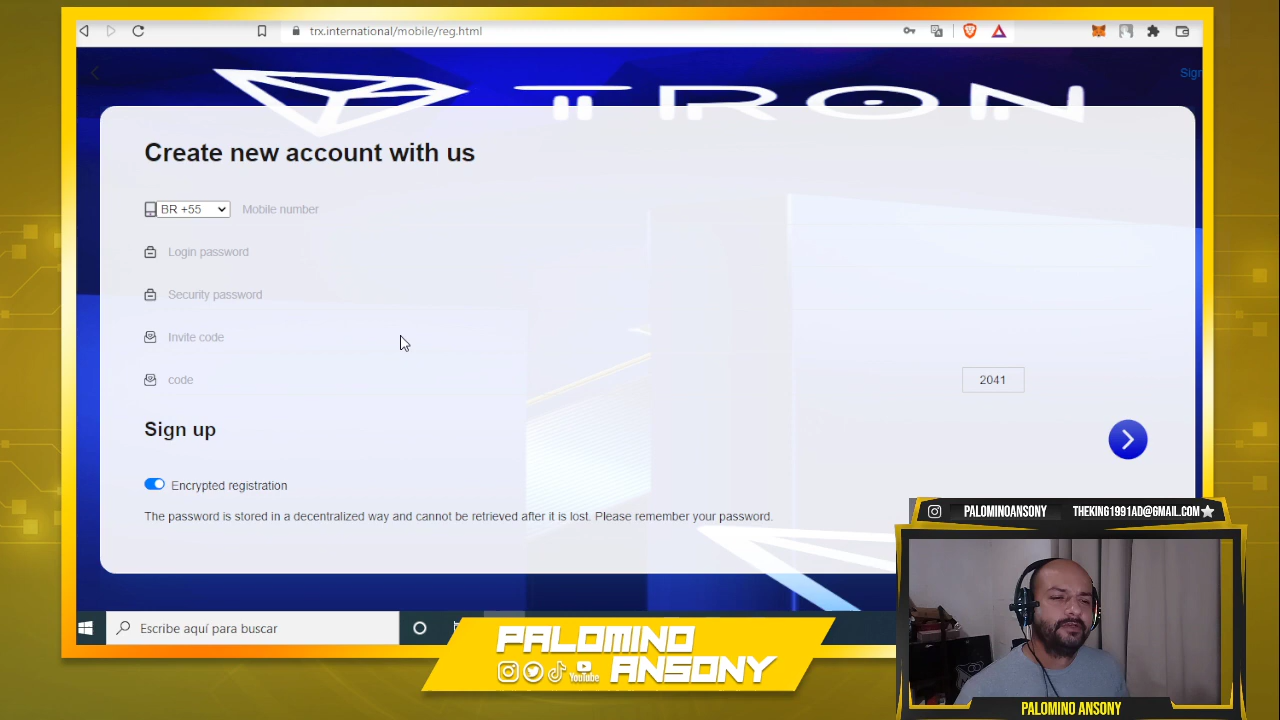 trx.international/mobile/reg.html
Sign
TRON
Create new account with us
BR +55
Mobile number
Login password
Security password
Invite code
code
2041
Sign up
Encrypted registration
The password is stored in a decentralized way and cannot be retrieved after it is lost. Please remember your password.
PALOMINOANSONY
THEKING1991AD@GMAIL.COM
Escribe aquí para buscar
PALOMINO
ANSONY
YouTube
PALOMINO ANSONY